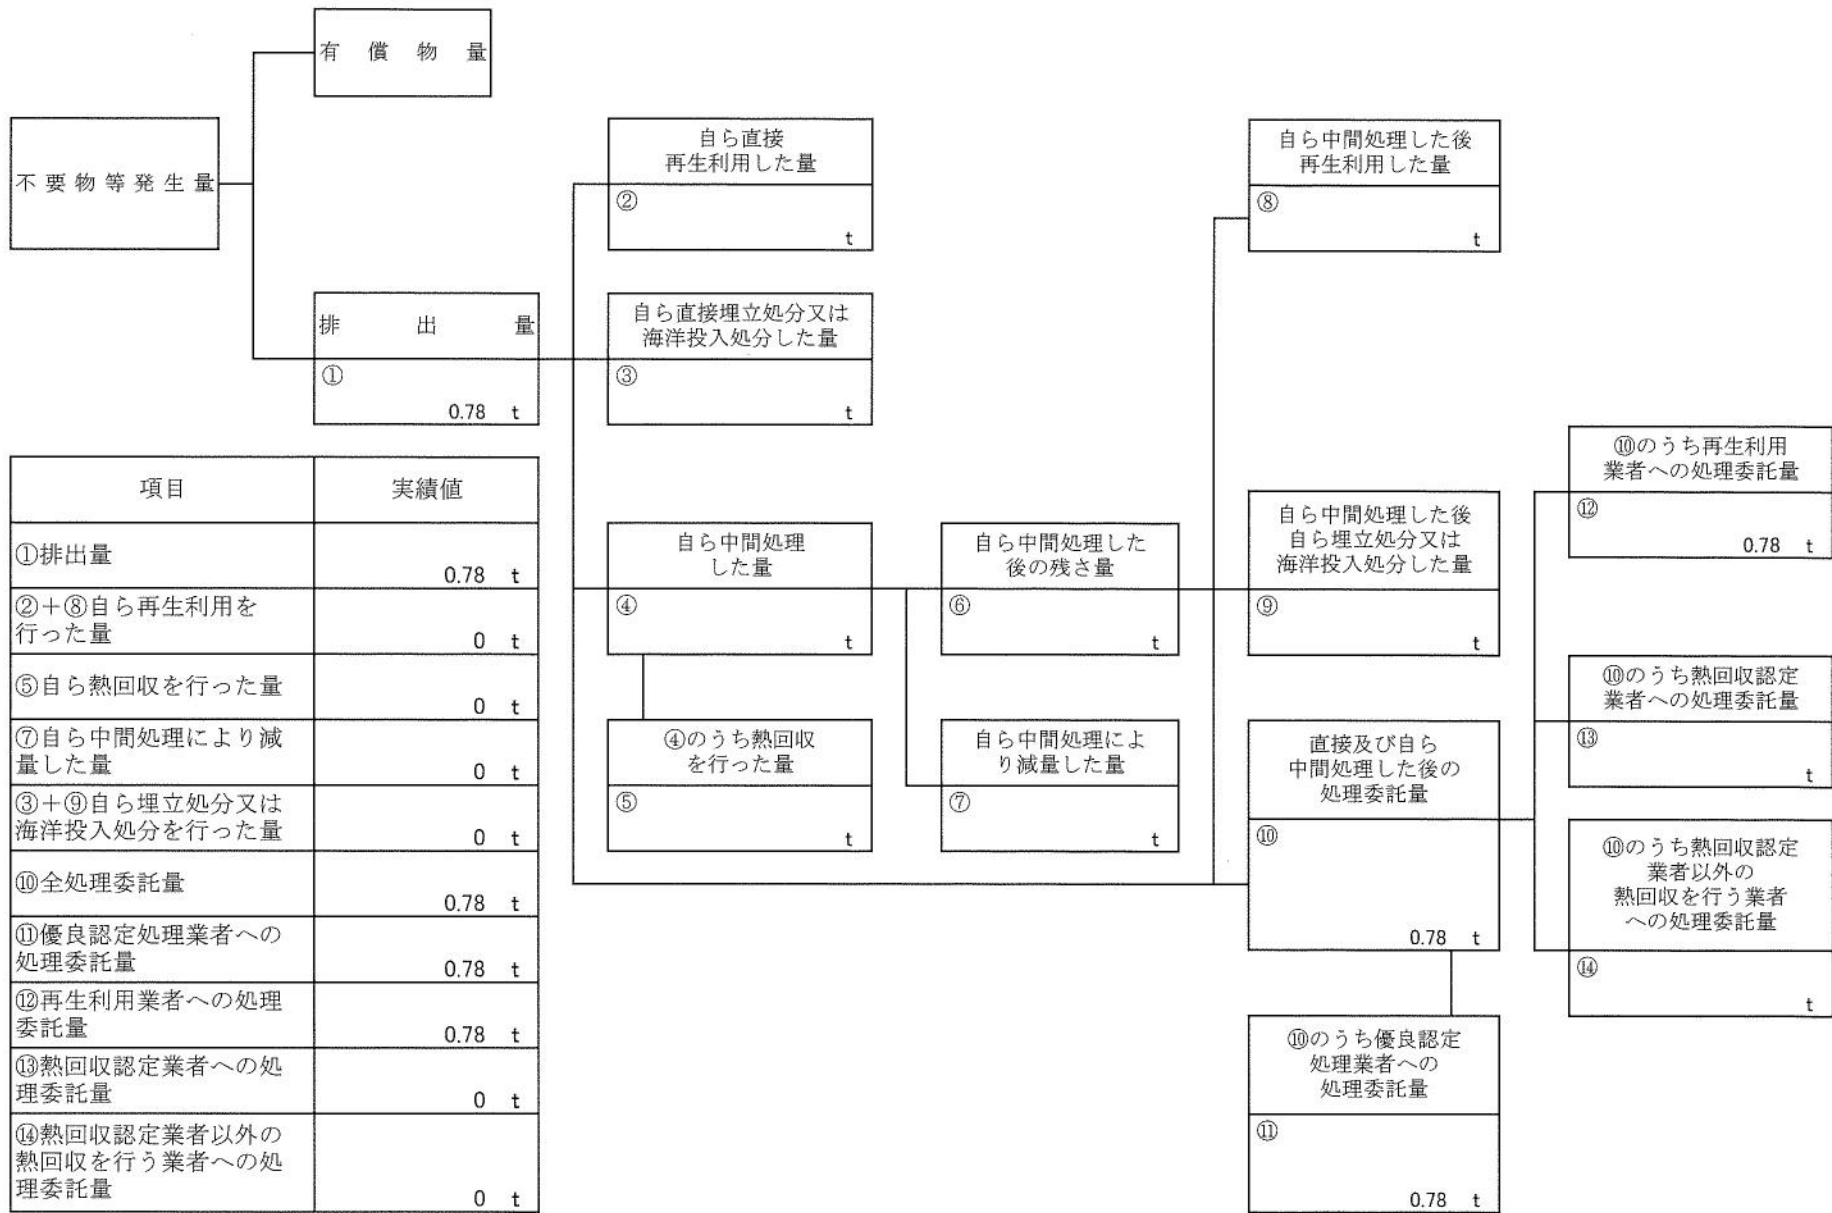 有償物量
不要物等発生量
自ら直接
再生利用した量
②
t
自ら中間処理した後
再生利用した量
⑧
t
排出量
①
0.78 t
自ら直接埋立処分又は
海洋投入処分した量
③
t
項目 実績値
①排出量
0.78 t
②＋⑧自ら再生利用を
行った量
0 t
⑤自ら熱回収を行った量
0 t
⑦自ら中間処理により減
量した量
0 t
③＋⑨自ら埋立処分又は
海洋投入処分を行った量
0 t
⑩全処理委託量
0.78 t
⑪優良認定処理業者への
処理委託量
0.78 t
⑫再生利用業者への処理
委託量
0.78 t
⑬熱回収認定業者への処
理委託量
0 t
⑭熱回収認定業者以外の
熱回収を行う業者への処
理委託量
0 t
自ら中間処理
した量
④
t
④のうち熱回収
を行った量
⑤
t
自ら中間処理した
後の残さ量
⑥
t
自ら中間処理によ
り減量した量
⑦
t
自ら中間処理した後
自ら埋立処分又は
海洋投入処分した量
⑨
t
直接及び自ら
中間処理した後の
処理委託量
⑩
0.78 t
⑩のうち優良認定
処理業者への
処理委託量
⑪
0.78 t
⑩のうち再生利用
業者への処理委託量
⑫
0.78 t
⑩のうち熱回収認定
業者への処理委託量
⑬
t
⑩のうち熱回収認定
業者以外の
熱回収を行う業者
への処理委託量
⑭
t